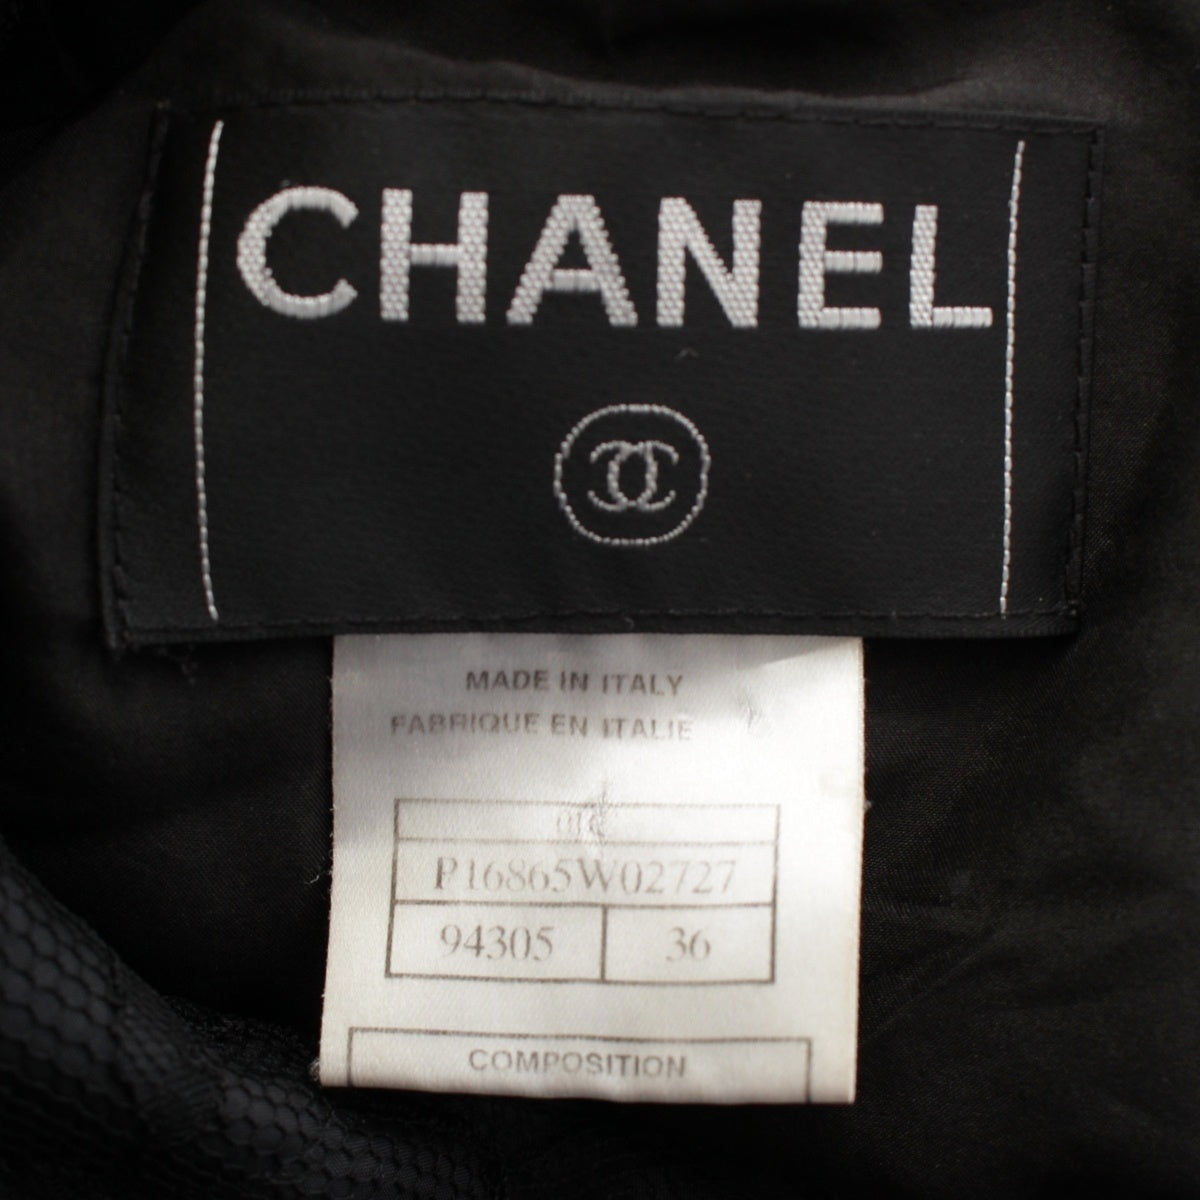 CHANEL
MADE IN ITALY
FABRIQUE EN ITALIE
P16865W02727
94305 36
COMPOSITION